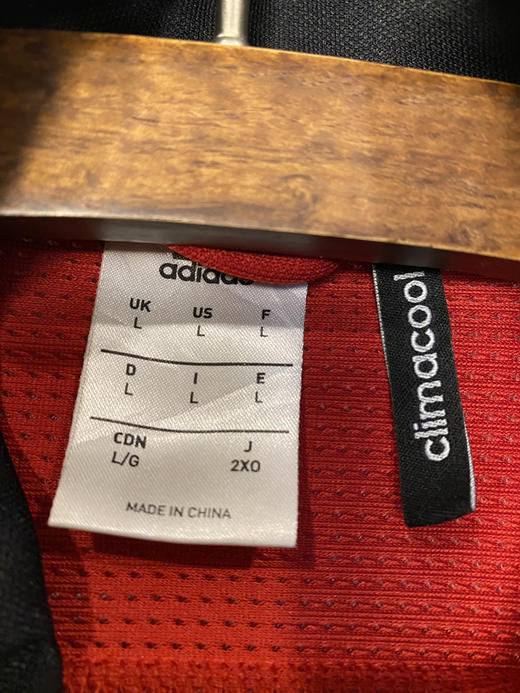 adidas
UK US F
L L L
D I E
L L L
CDN J
L/G 2XO
MADE IN CHINA
climacool